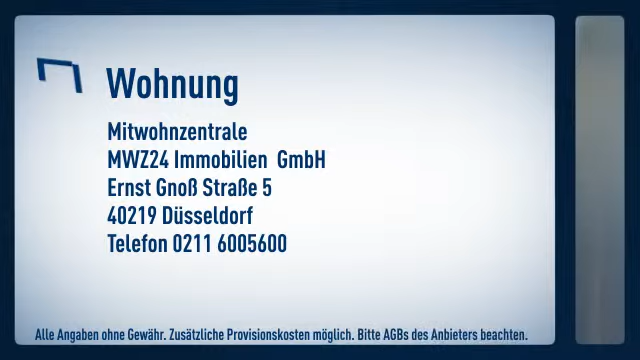 Wohnung
Mitwohnzentrale
MWZ24 Immobilien GmbH
Ernst Gnoß Straße 5
40219 Düsseldorf
Telefon 0211 6005600
Alle Angaben ohne Gewähr. Zusätzliche Provisionskosten möglich. Bitte AGBs des Anbieters beachten.